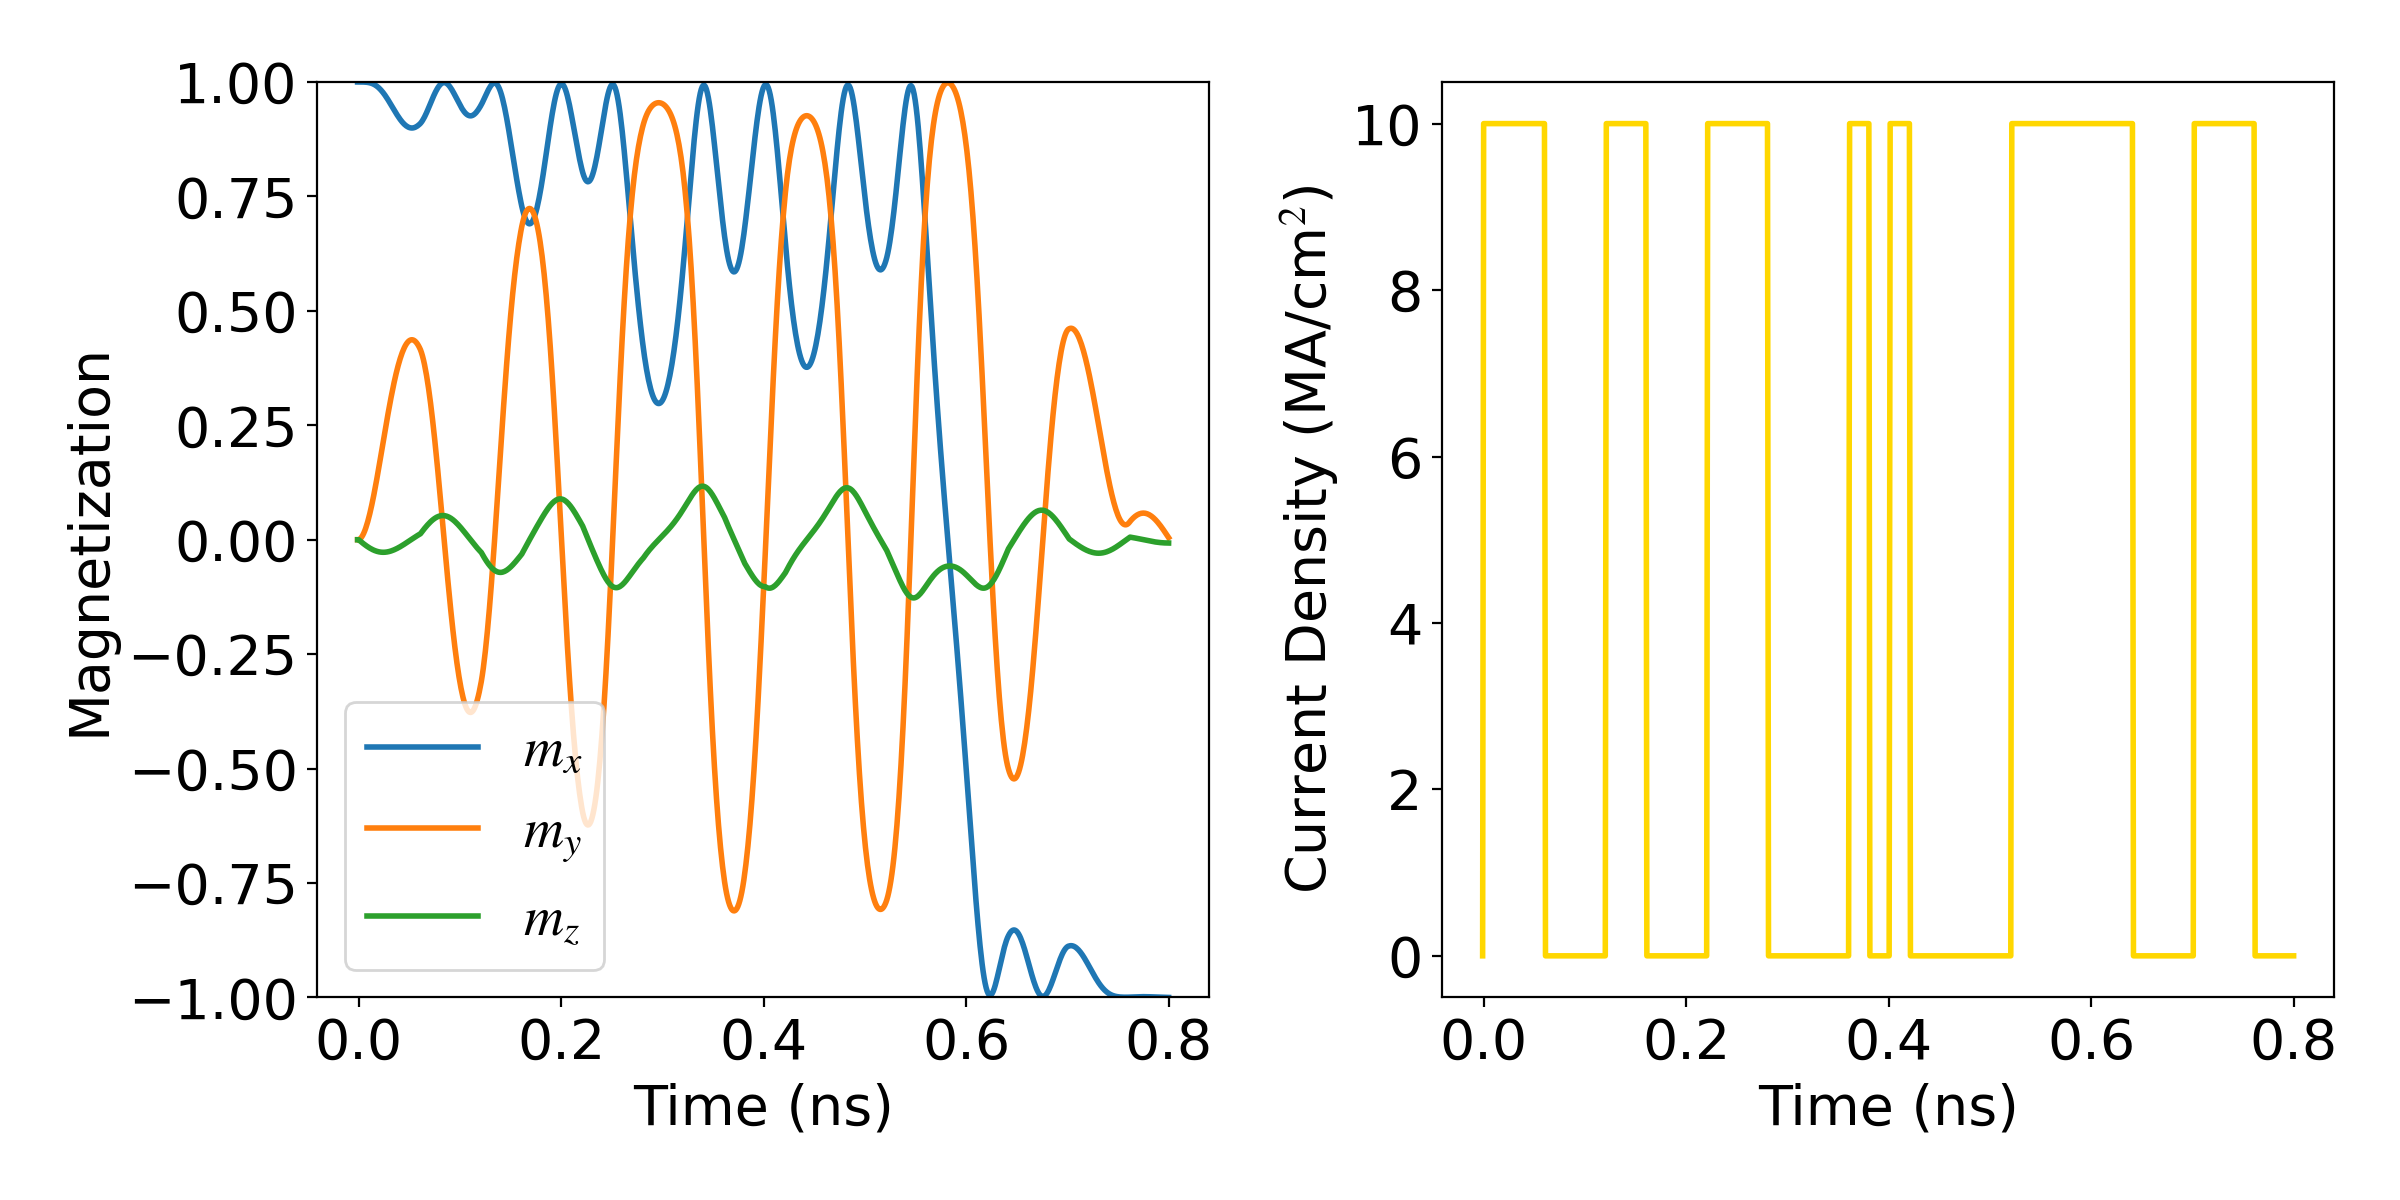 1.00
0.75
0.50
0.25
0.00
−0.25
−0.50
−0.75
−1.00
Magnetization
m_x
m_y
m_z
0.0 0.2 0.4 0.6 0.8
Time (ns)
10
8
6
4
2
0
Current Density (MA/cm²)
0.0 0.2 0.4 0.6 0.8
Time (ns)